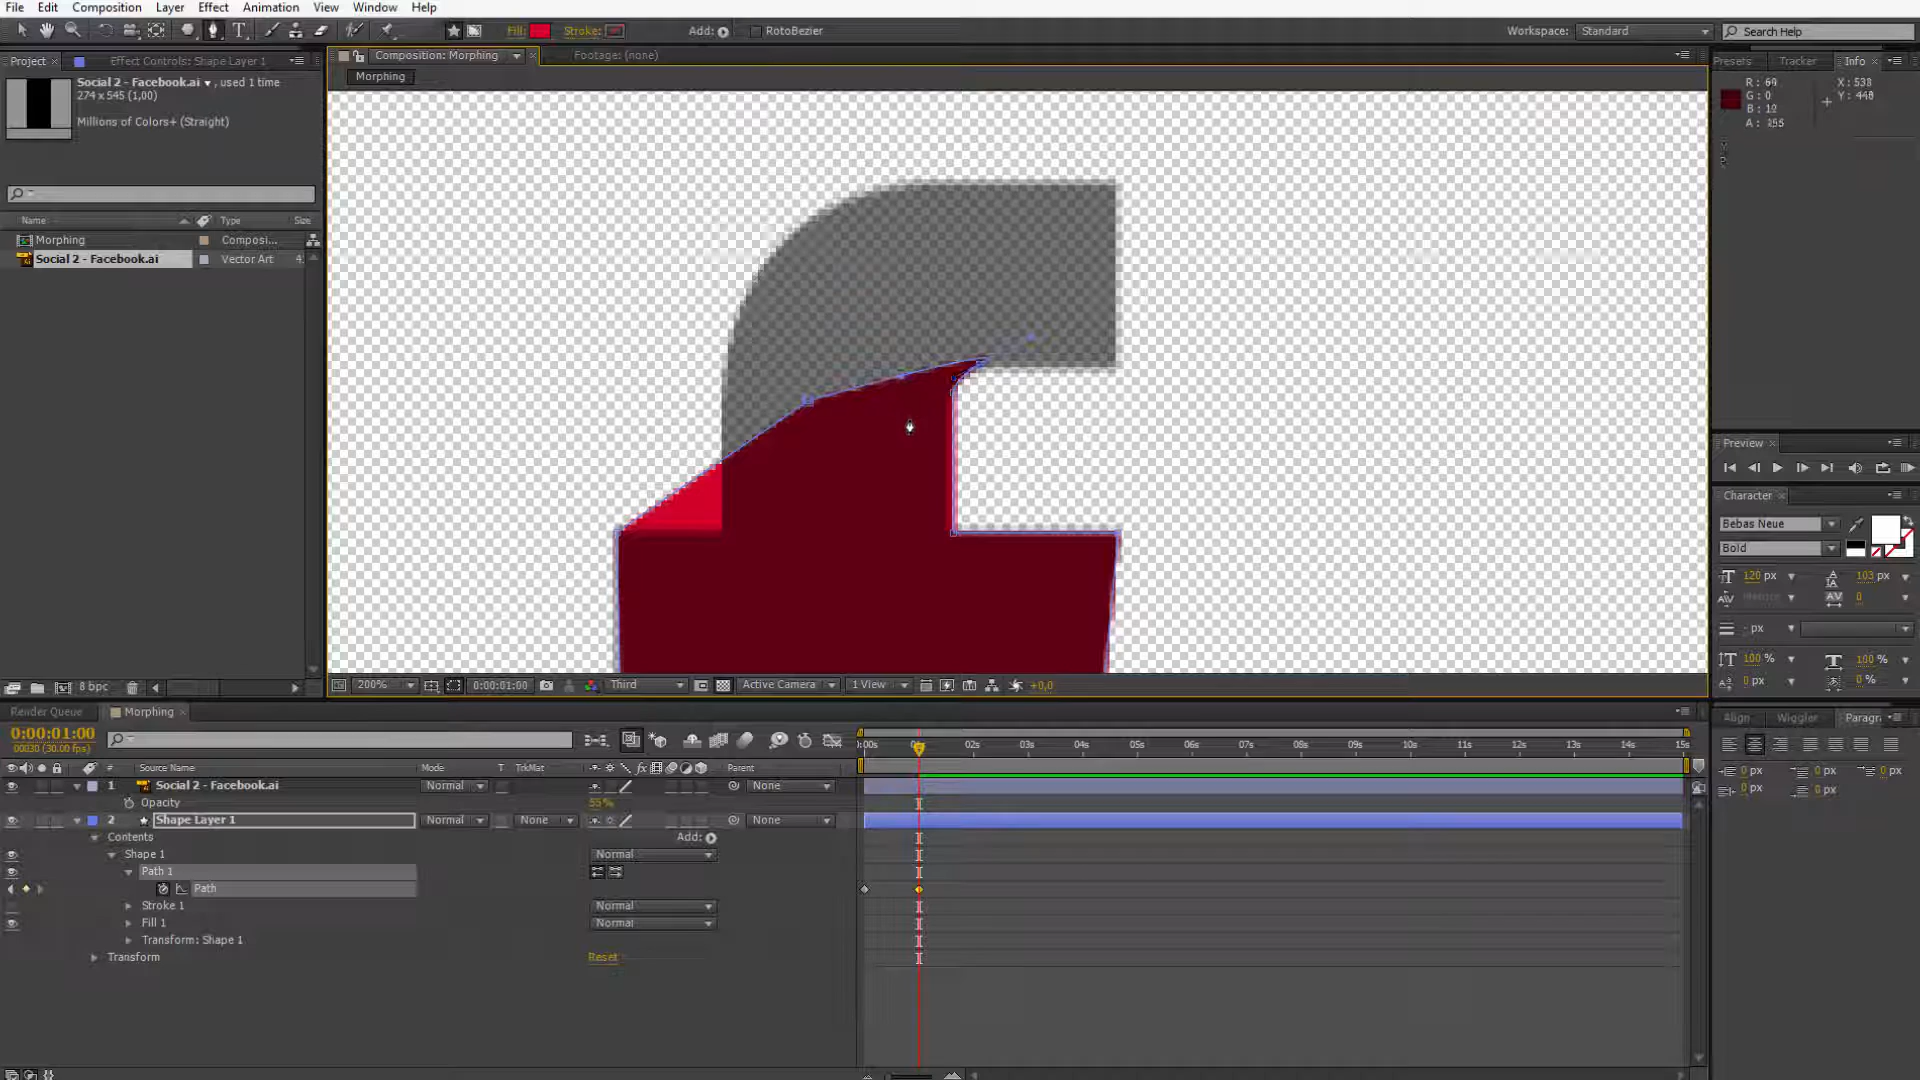 File Edit Composition Layer Effect Animation View Window Help
Fill: Stroke: Add: RotoBezier Workspace: Standard Search Help
Project Effect Controls: Shape Layer 1
Composition: Morphing Footage: (none)
Presets Tracker Info
Morphing
Social 2 - Facebook.ai , used 1 time
274 x 545 (1,00)
Millions of Colors+ (Straight)
R:
G: 0
B:
A:
X: 538
Y: 448
Name Type Size
Morphing Composi...
Social 2 - Facebook.ai Vector Art 4
Preview
Character
Bebas Neue
Bold
120 px 103 px
0
- px
100 % 100 %
0 px 0 %
8 bpc
200% 0:00:01:00 Third Active Camera 1 View +0,0
Render Queue Morphing
Align Wiggler Paragr
0:00:01:00
00030 (30.00 fps)
:00s 02s 03s 04s 05s 06s 07s 08s 09s 10s 11s 12s 13s 14s 15s
# Source Name Mode T TrkMat Parent
1 Social 2 - Facebook.ai Normal None
Opacity 55%
2 Shape Layer 1 Normal None None
Contents Add:
Shape 1 Normal
Path 1
Path
Stroke 1 Normal
Fill 1 Normal
Transform: Shape 1
Transform Reset
0 px 0 px 0 px
0 px 0 px